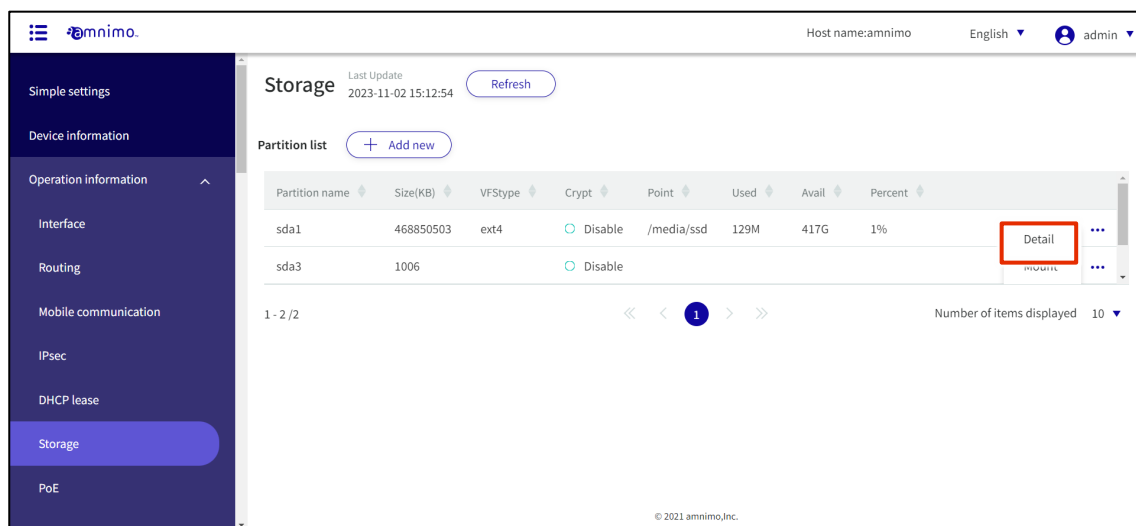 amnimo
Host name:amnimo
English
admin
Simple settings
Device information
Operation information
Interface
Routing
Mobile communication
IPsec
DHCP lease
Storage
PoE
Storage
Last Update
2023-11-02 15:12:54
Refresh
Partition list
+ Add new
Partition name Size(KB) VFStype Crypt Point Used Avail Percent
sda1 468850503 ext4 Disable /media/ssd 129M 417G 1% ...
Detail
sda3 1006 Disable ...
Mount
1 - 2 /2
« < 1 > »
Number of items displayed 10
© 2021 amnimo,Inc.